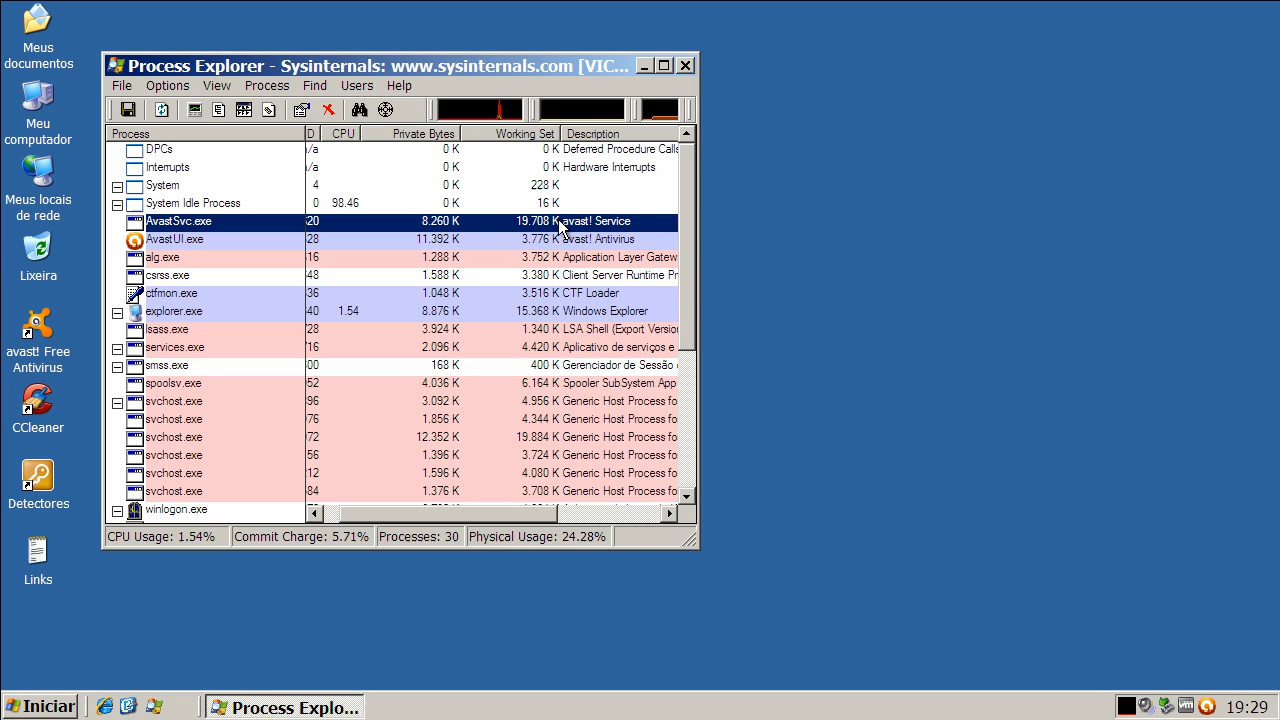 Meus
documentos
Meu
computador
Meus locais
de rede
Lixeira
avast! Free
Antivirus
CCleaner
Detectores
Links
Process Explorer - Sysinternals: www.sysinternals.com [VIC...
File Options View Process Find Users Help
Process D CPU Private Bytes Working Set Description
DPCs /a 0 K 0 K Deferred Procedure Calls
Interrupts /a 0 K 0 K Hardware Interrupts
System 4 0 K 228 K
System Idle Process 0 98.46 0 K 16 K
AvastSvc.exe 20 8.260 K 19.708 K avast! Service
AvastUI.exe 28 11.392 K 3.776 K avast! Antivirus
alg.exe 16 1.288 K 3.752 K Application Layer Gatew
csrss.exe 48 1.588 K 3.380 K Client Server Runtime Pr
ctfmon.exe 36 1.048 K 3.516 K CTF Loader
explorer.exe 40 1.54 8.876 K 15.368 K Windows Explorer
lsass.exe 28 3.924 K 1.340 K LSA Shell (Export Version
services.exe 716 2.096 K 4.420 K Aplicativo de serviços e
smss.exe 00 168 K 400 K Gerenciador de Sessão
spoolsv.exe 52 4.036 K 6.164 K Spooler SubSystem App
svchost.exe 96 3.092 K 4.956 K Generic Host Process fo
svchost.exe 76 1.856 K 4.344 K Generic Host Process fo
svchost.exe 72 12.352 K 19.884 K Generic Host Process fo
svchost.exe 56 1.396 K 3.724 K Generic Host Process fo
svchost.exe 12 1.596 K 4.080 K Generic Host Process fo
svchost.exe 84 1.376 K 3.708 K Generic Host Process fo
winlogon.exe
CPU Usage: 1.54% Commit Charge: 5.71% Processes: 30 Physical Usage: 24.28%
Iniciar Process Explo... vm 19:29